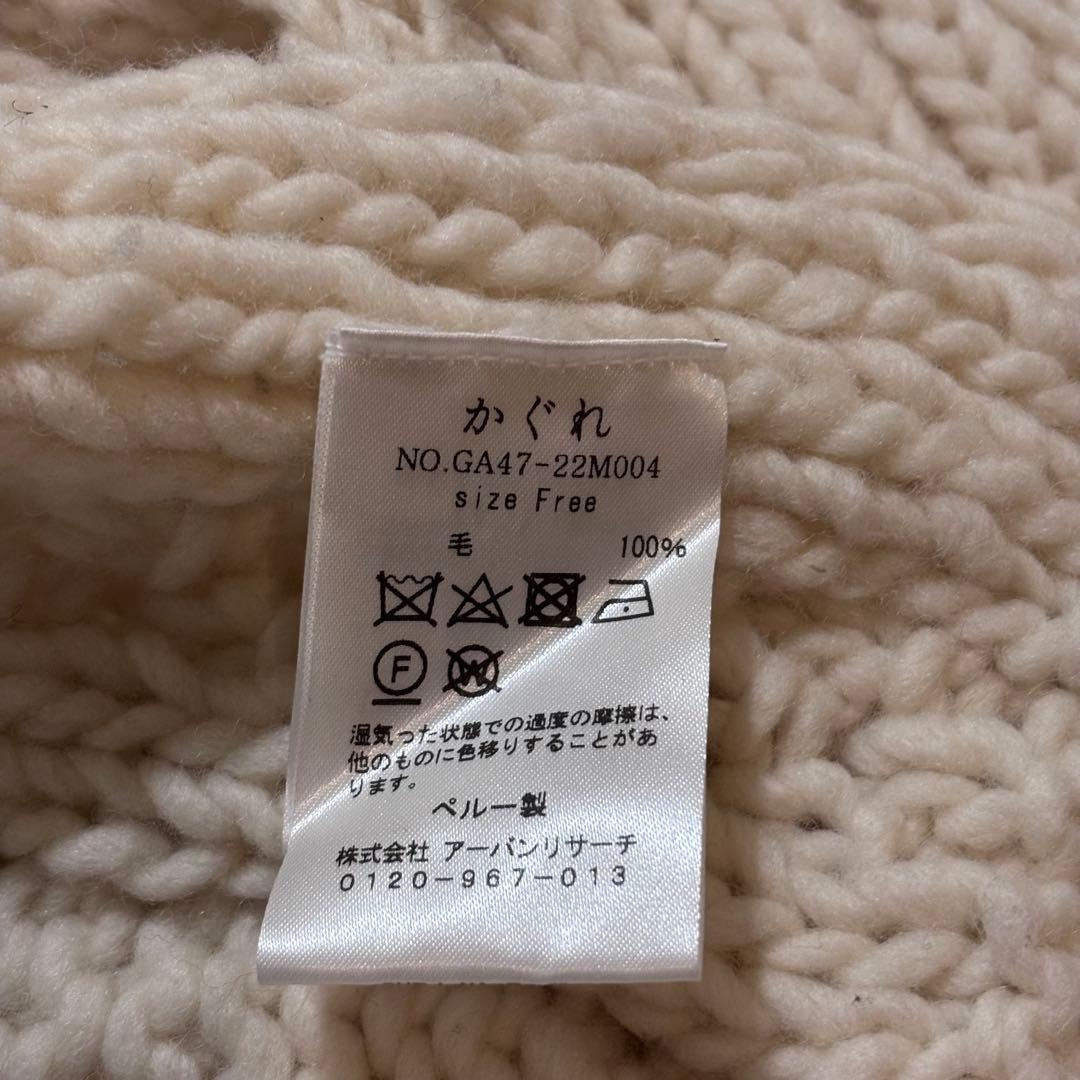 かぐれ
NO.GA47-22M004
size Free
毛 100%
F W
湿気った状態での過度の摩擦は、
他のものに色移りすることがあ
ります。
ペルー製
株式会社 アーバンリサーチ
0120-967-013